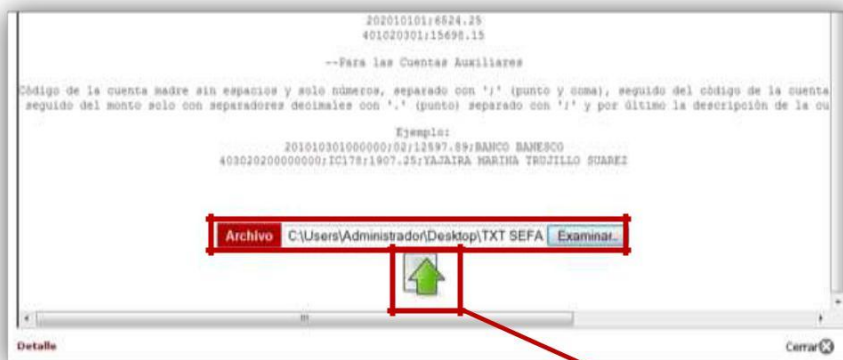 202010101;6524.25
401020301;15698.15
--Para las Cuentas Auxiliares
Código de la cuenta madre sin espacios y solo números, separado con ';' (punto y coma), seguido del código de la cuenta
seguido del monto solo con separadores decimales con '.' (punto) separado con ';' y por último la descripción de la cu
Ejemplo:
201010301000000;02;12597.89;BANCO BANESCO
403020200000000;IC178;1907.25;YAJAIRA MARINA TRUJILLO SUAREZ
Archivo C:\Users\Administrador\Desktop\TXT SEFA Examinar..
Detalle Cerrar